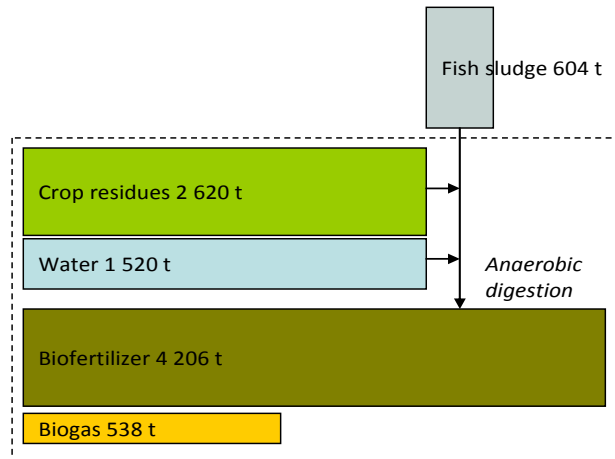 Fish sludge 604 t
Crop residues 2 620 t
Water 1 520 t
Anaerobic
digestion
Biofertilizer 4 206 t
Biogas 538 t